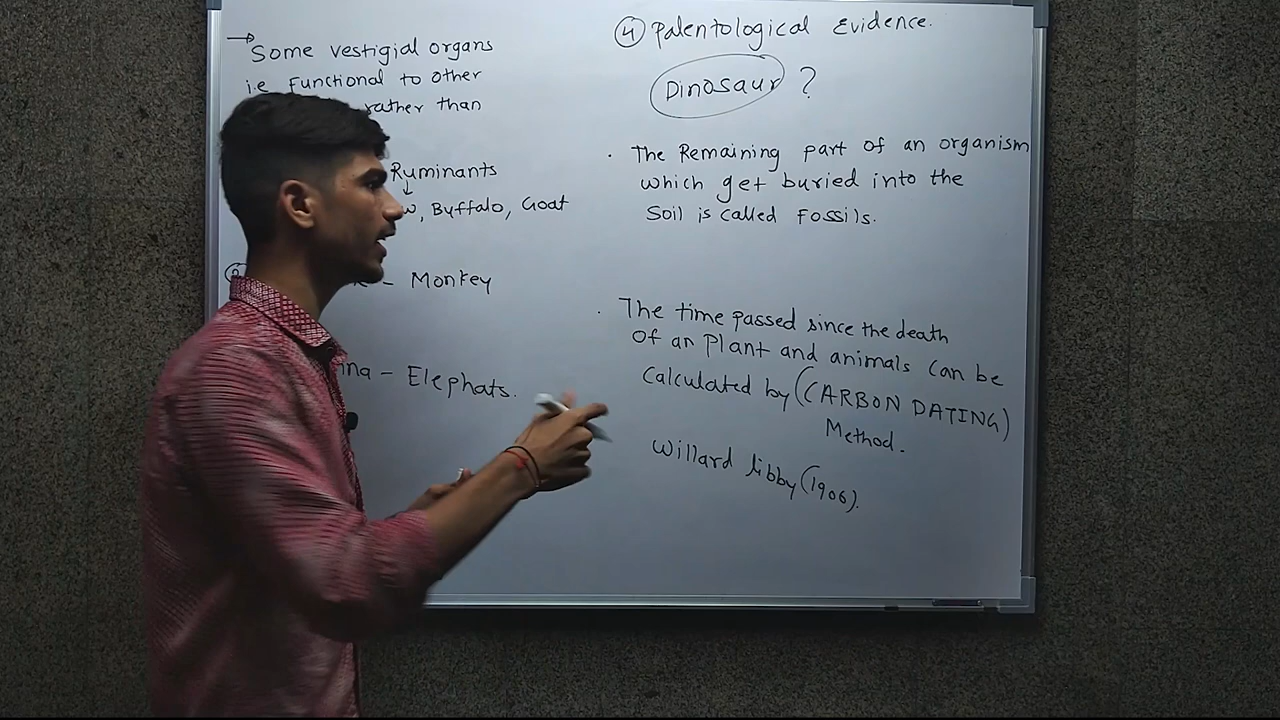 → Some vestigial organs
i.e functional to other
rather than
Ruminants
↓
, Buffalo, Goat
- Monkey
- Elephats.
④ Palentological Evidence.
Dinosaur ?
· The Remaining part of an organism
which get buried into the
Soil is called Fossils.
· The time passed since the death
Of an Plant and animals can be
Calculated by (CARBON DATING)
Method.
Willard libby (1906).